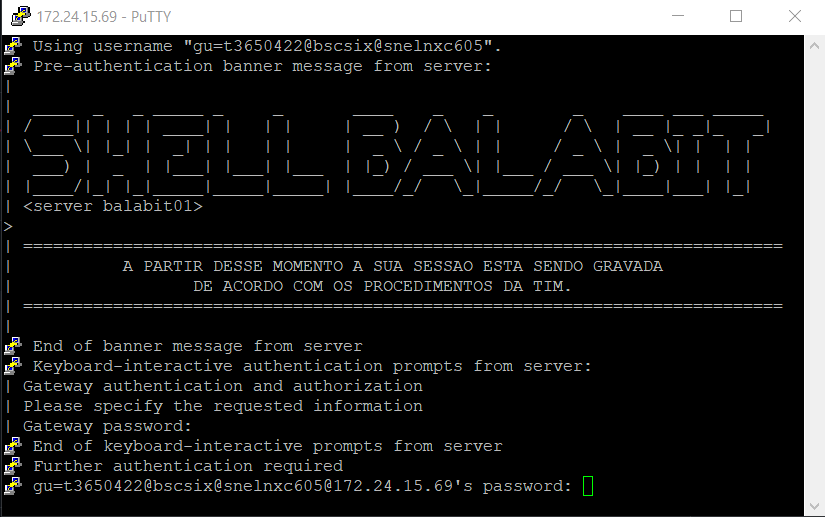 172.24.15.69 - PuTTY
Using username "gu=t3650422@bscsix@snelnxc605".
Pre-authentication banner message from server:
|
|
SHELL BALABIT
| <server balabit01>
>
| ============================================================================
| A PARTIR DESSE MOMENTO A SUA SESSAO ESTA SENDO GRAVADA
| DE ACORDO COM OS PROCEDIMENTOS DA TIM.
| ============================================================================
|
End of banner message from server
Keyboard-interactive authentication prompts from server:
| Gateway authentication and authorization
| Please specify the requested information
| Gateway password:
End of keyboard-interactive prompts from server
Further authentication required
gu=t3650422@bscsix@snelnxc605@172.24.15.69's password: